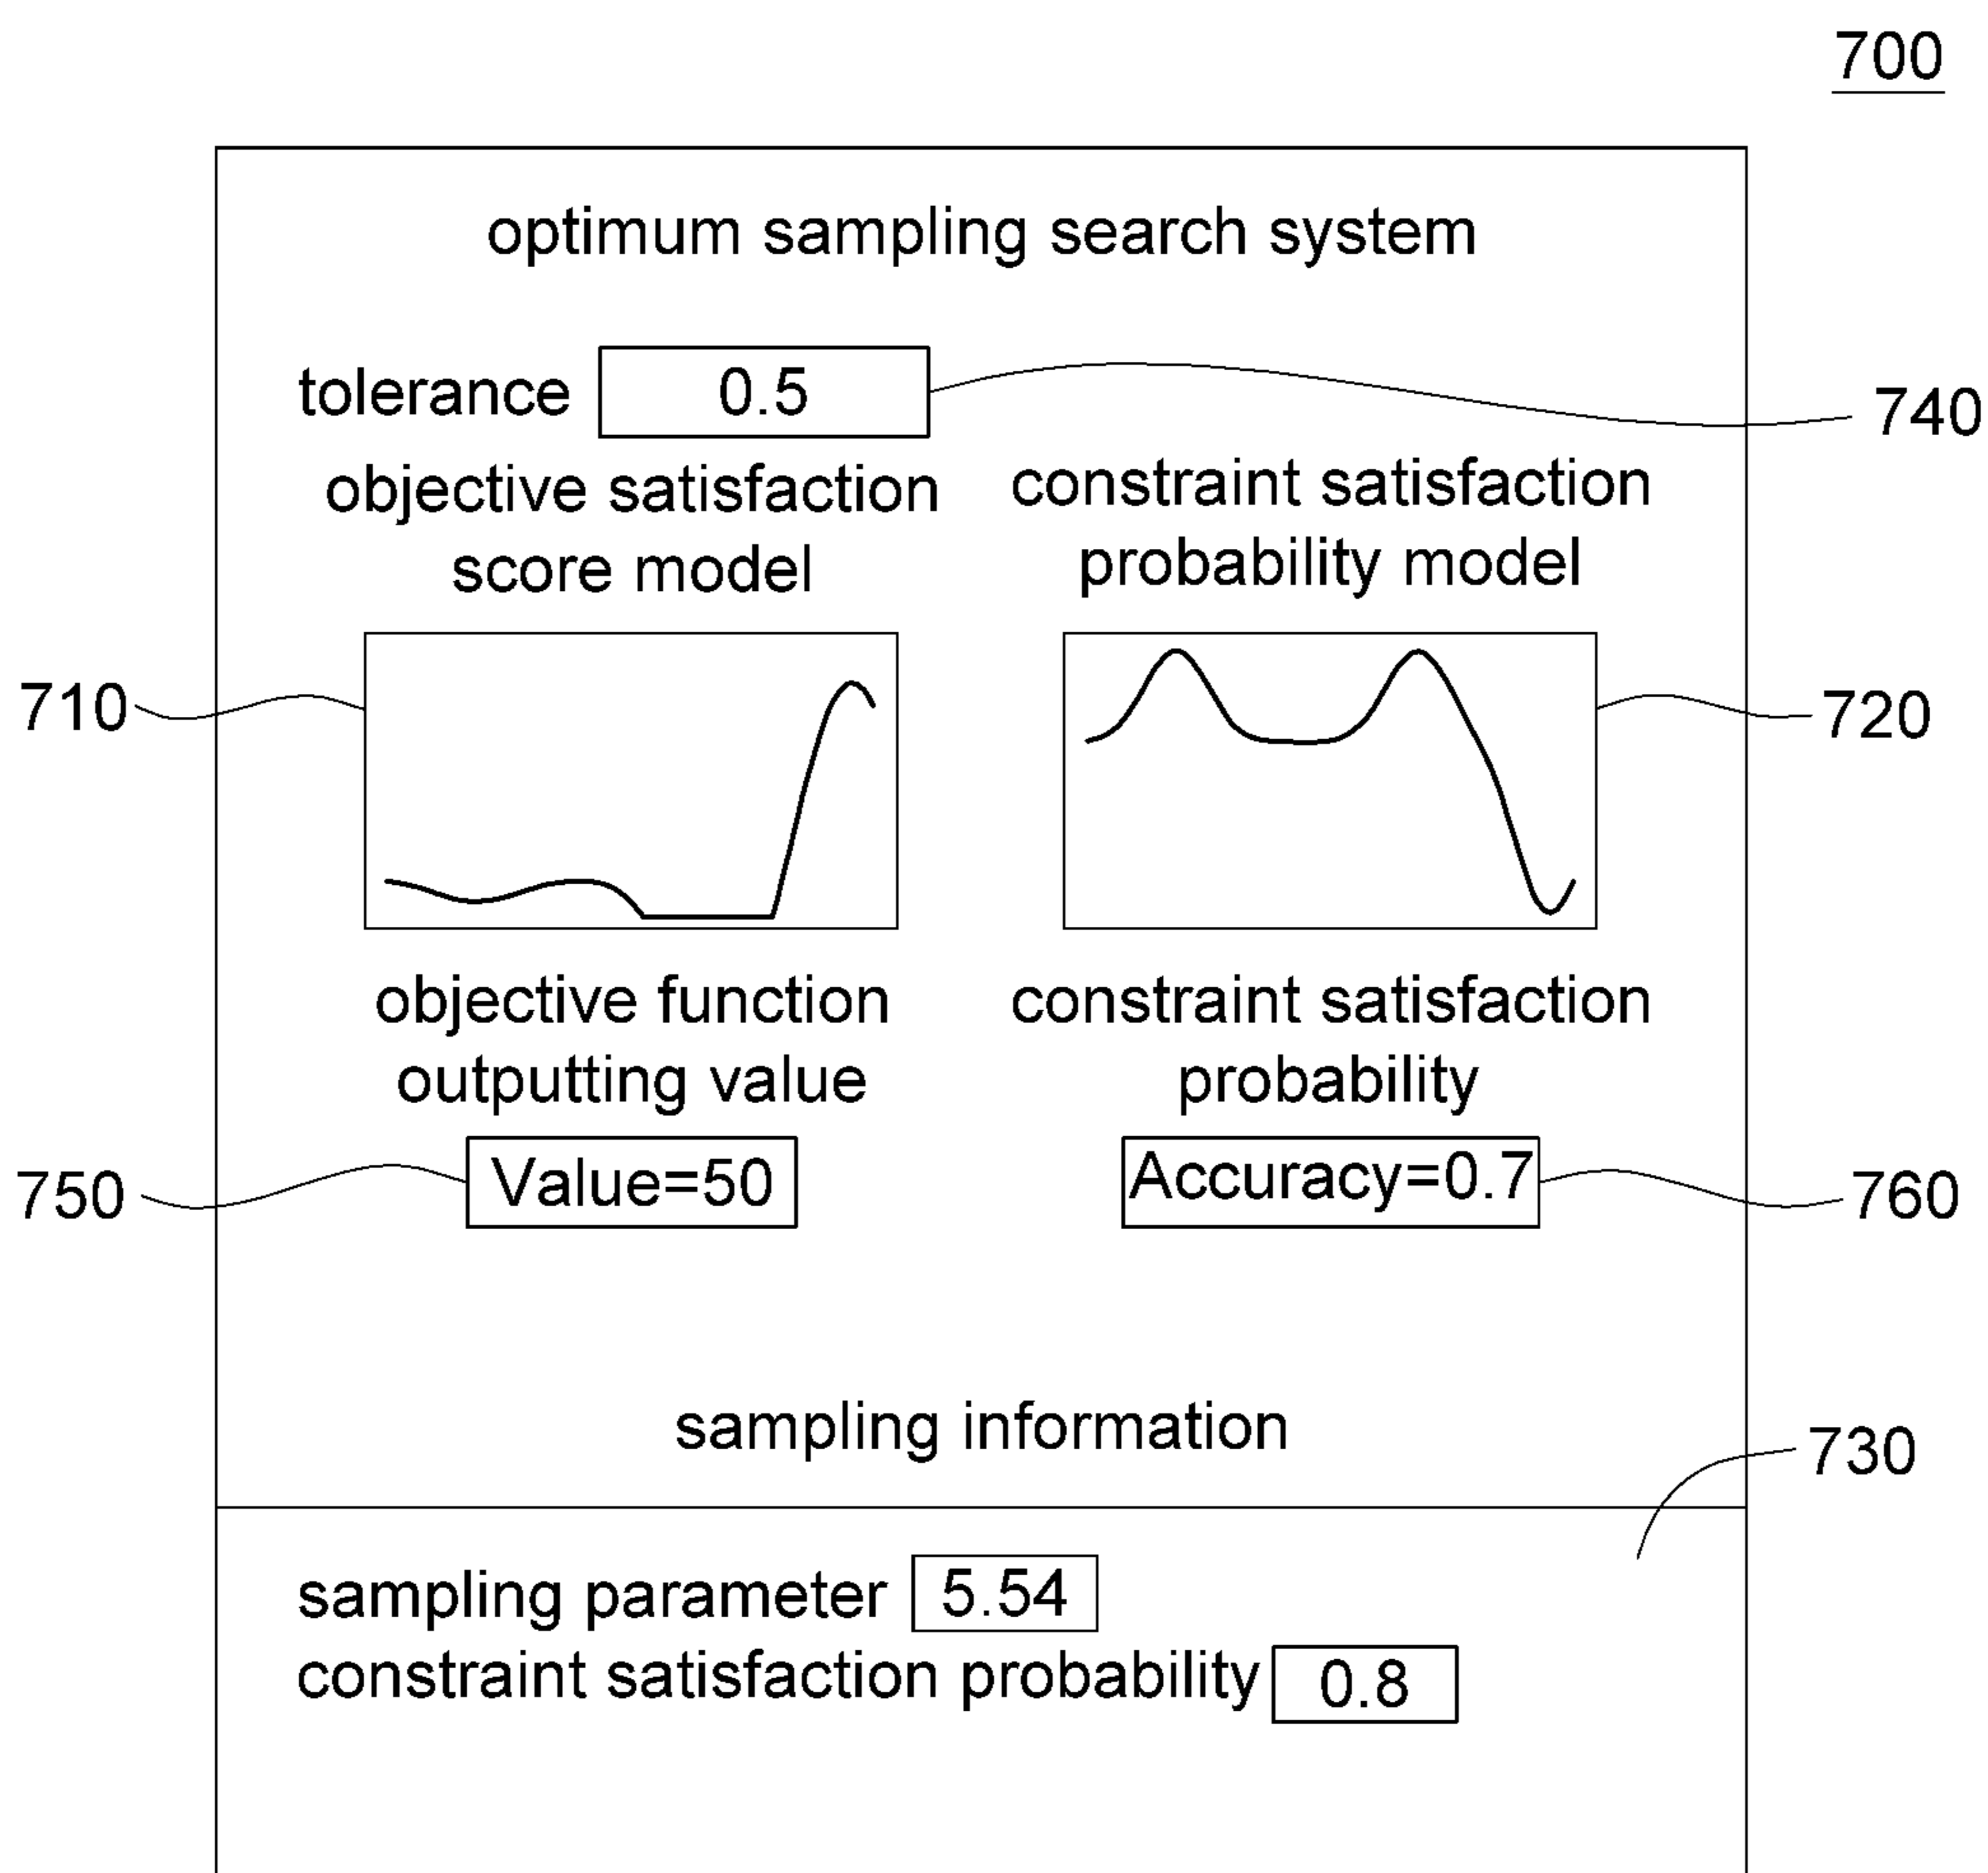 700
optimum sampling search system
tolerance 0.5
740
objective satisfaction
score model
constraint satisfaction
probability model
710
720
objective function
outputting value
constraint satisfaction
probability
750
Value=50
Accuracy=0.7
760
sampling information
730
sampling parameter 5.54
constraint satisfaction probability 0.8